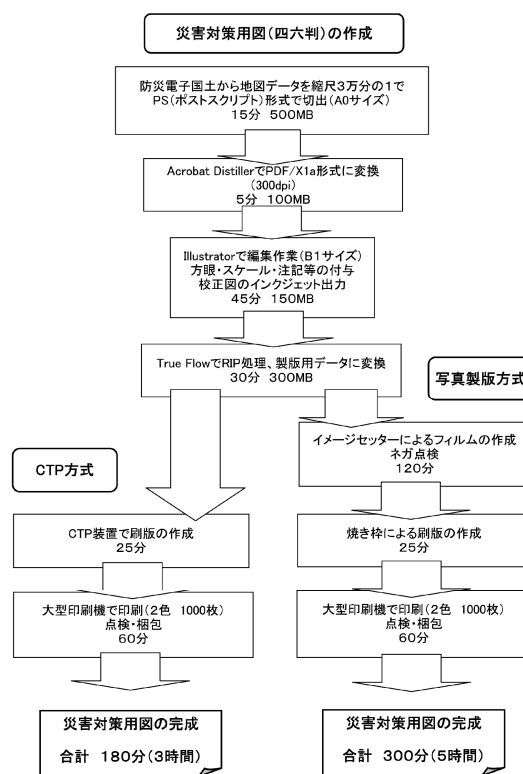 災害対策用図(四六判)の作成
防災電子国土から地図データを縮尺3万分の1で
PS(ポストスクリプト)形式で切出(A0サイズ)
15分 500MB
Acrobat DistillerでPDF/X1a形式に変換
(300dpi)
5分 100MB
Illustratorで編集作業(B1サイズ)
方眼・スケール・注記等の付与
校正図のインクジェット出力
45分 150MB
True FlowでRIP処理、製版用データに変換
30分 300MB
写真製版方式
イメージセッターによるフィルムの作成
ネガ点検
120分
CTP方式
CTP装置で刷版の作成
25分
焼き枠による刷版の作成
25分
大型印刷機で印刷(2色 1000枚)
点検・梱包
60分
大型印刷機で印刷(2色 1000枚)
点検・梱包
60分
災害対策用図の完成
合計 180分(3時間)
災害対策用図の完成
合計 300分(5時間)